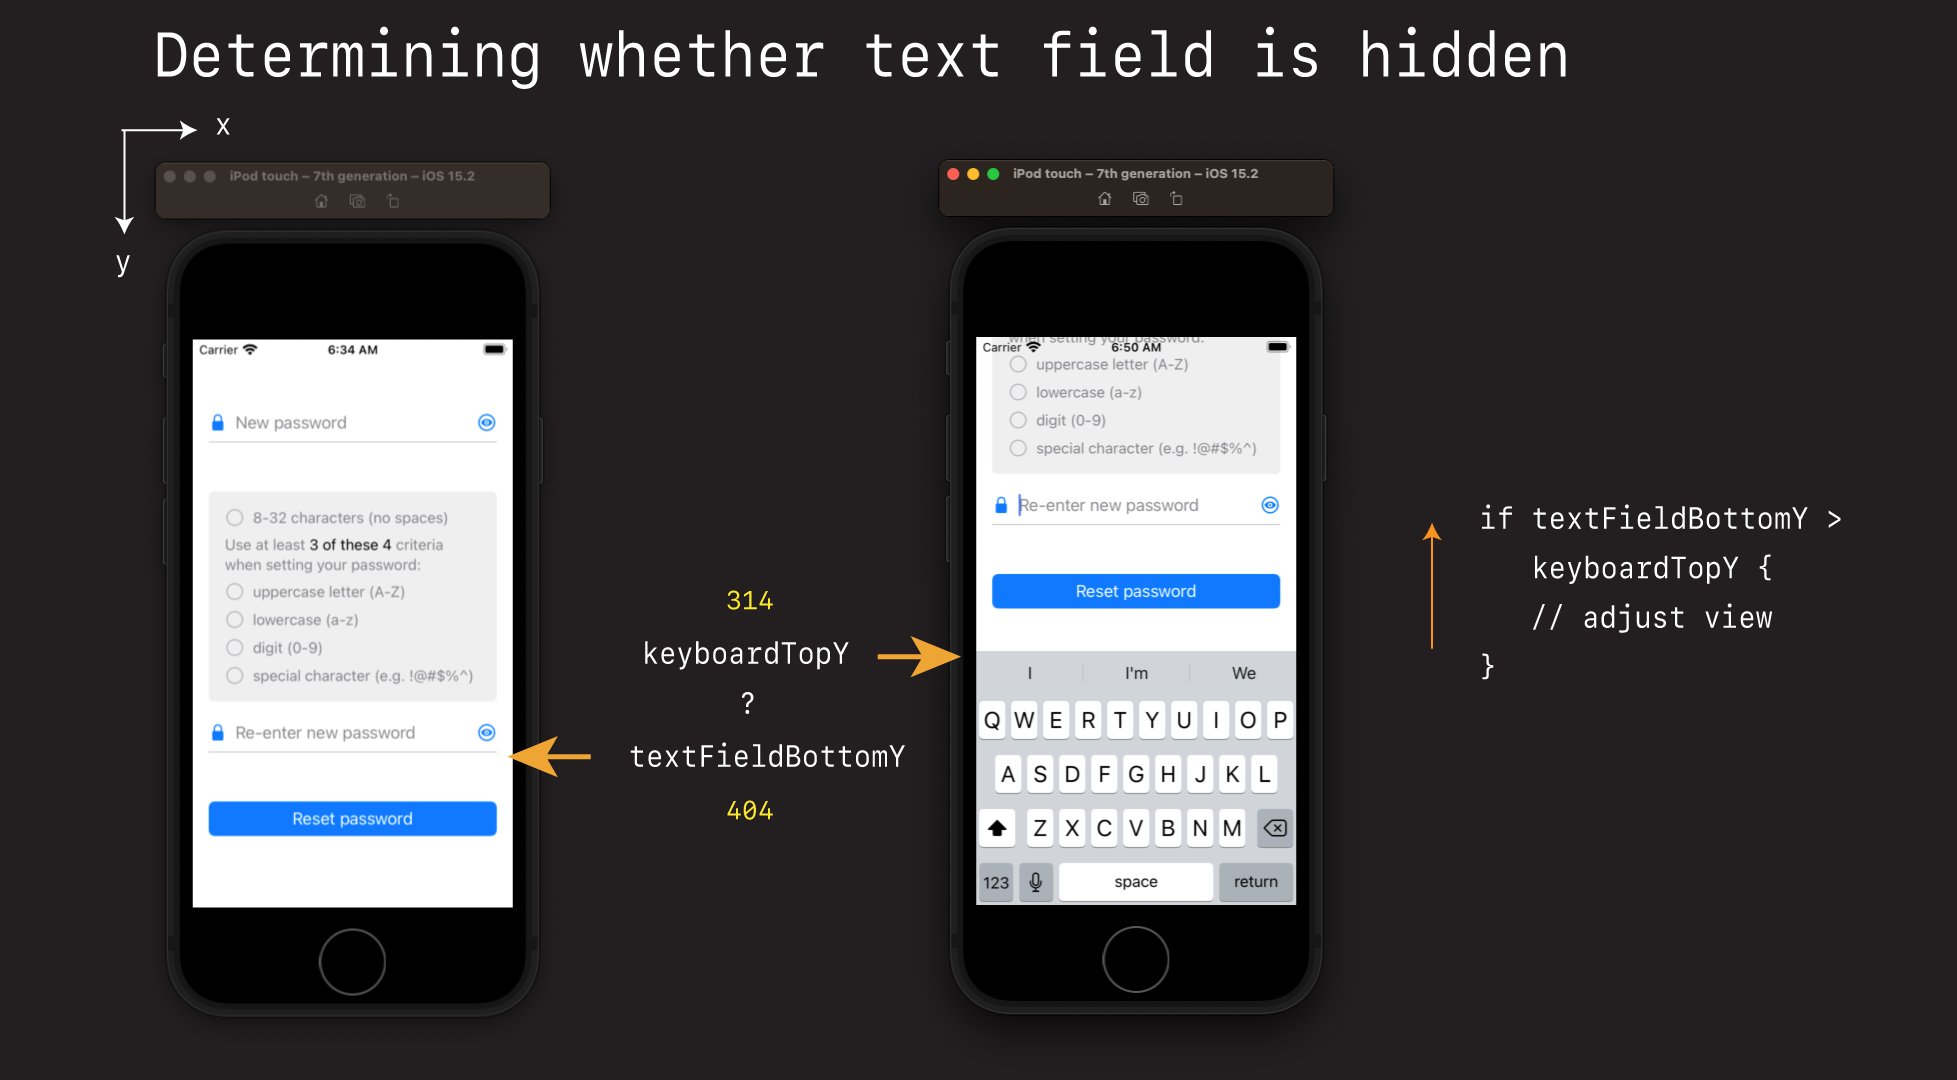 Determining whether text field is hidden
x
y
iPod touch – 7th generation – iOS 15.2
Carrier 6:34 AM
New password
8-32 characters (no spaces)
Use at least 3 of these 4 criteria
when setting your password:
uppercase letter (A-Z)
lowercase (a-z)
digit (0-9)
special character (e.g. !@#$%^)
Re-enter new password
Reset password
314
keyboardTopY
?
textFieldBottomY
404
iPod touch – 7th generation – iOS 15.2
when setting your password:
Carrier 6:50 AM
uppercase letter (A-Z)
lowercase (a-z)
digit (0-9)
special character (e.g. !@#$%^)
Re-enter new password
Reset password
I I'm We
Q W E R T Y U I O P
A S D F G H J K L
Z X C V B N M
123 space return
if textFieldBottomY >
keyboardTopY {
// adjust view
}